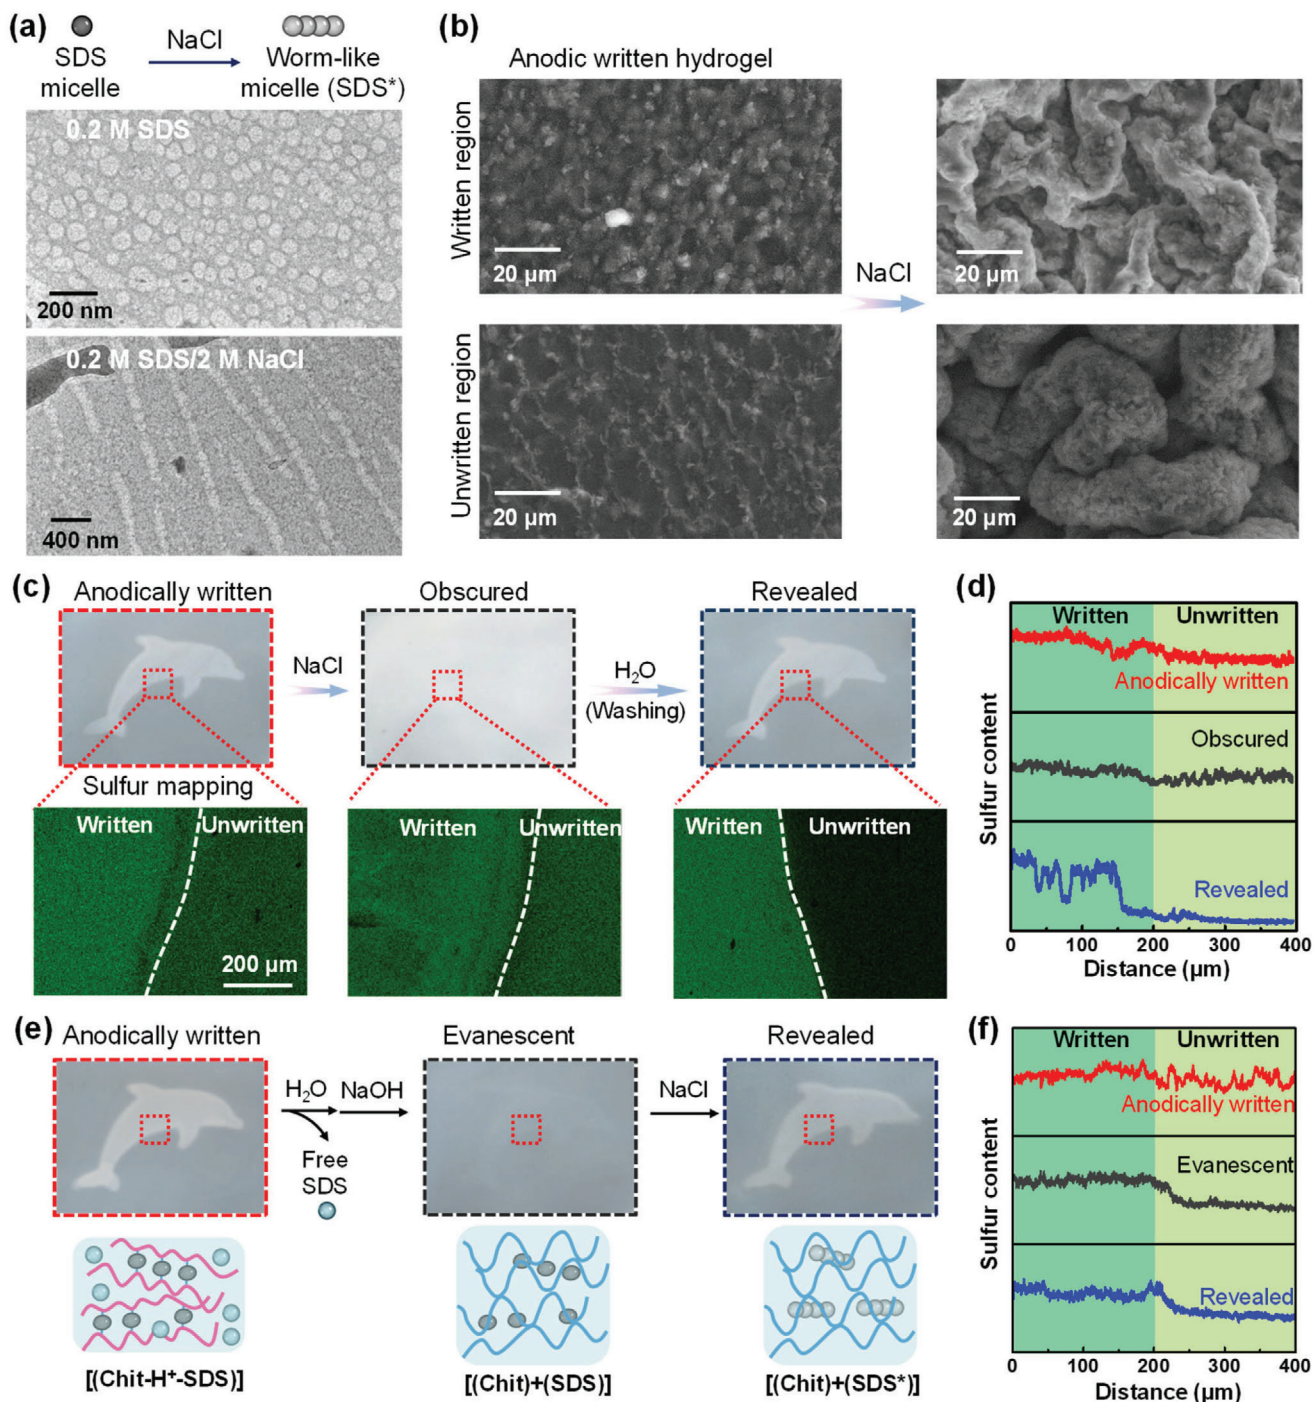 (a)
NaCl
SDS
micelle
Worm-like
micelle (SDS*)
0.2 M SDS
200 nm
0.2 M SDS/2 M NaCl
400 nm
(b)
Anodic written hydrogel
Written region
20 µm
20 µm
NaCl
Unwritten region
20 µm
20 µm
(c)
Anodically written
Obscured
Revealed
NaCl
H₂O
(Washing)
Sulfur mapping
Written
Unwritten
200 µm
Written
Unwritten
Written
Unwritten
(d)
Written
Unwritten
Anodically written
Obscured
Revealed
Sulfur content
0
100
200
300
400
Distance (µm)
(e)
Anodically written
Evanescent
Revealed
H₂O
NaOH
Free
SDS
NaCl
[(Chit-H⁺-SDS)]
[(Chit)+(SDS)]
[(Chit)+(SDS*)]
(f)
Written
Unwritten
Anodically written
Evanescent
Revealed
Sulfur content
0
100
200
300
400
Distance (µm)